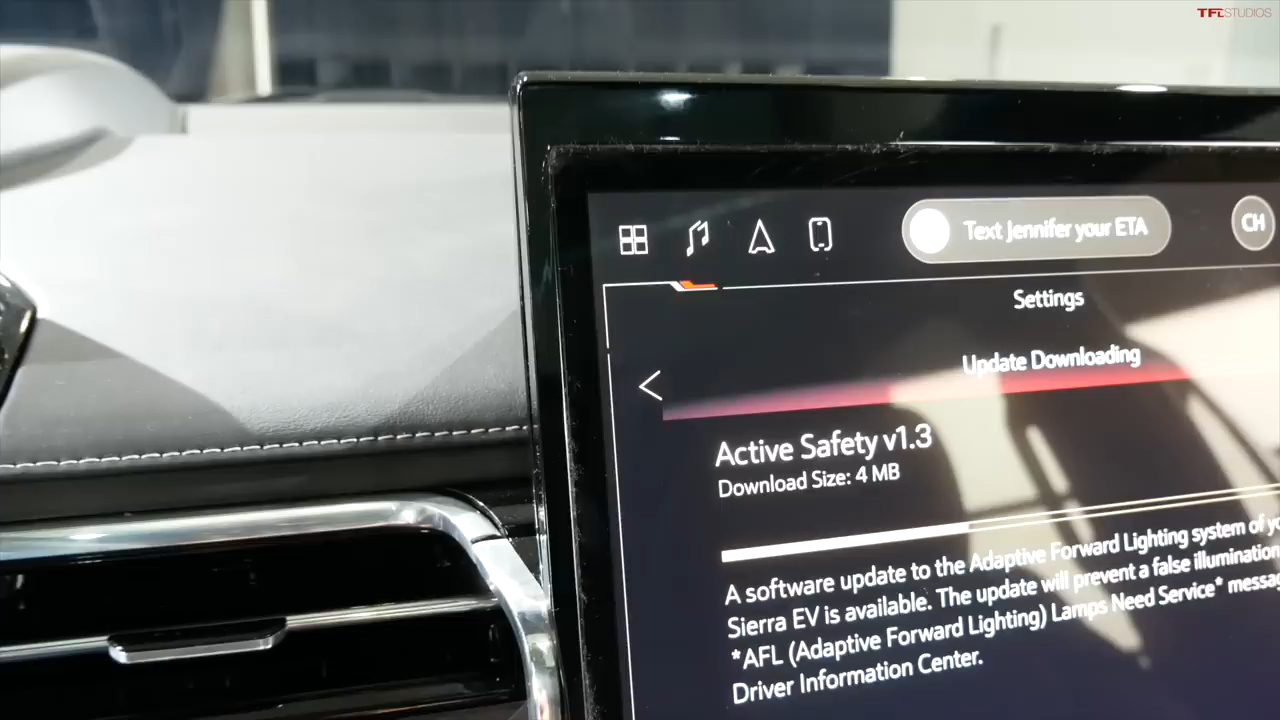 TFLSTUDIOS
Text Jennifer your ETA
CH
Settings
Update Downloading
Active Safety v1.3
Download Size: 4 MB
A software update to the Adaptive Forward Lighting system of
Sierra EV is available. The update will prevent a false illumination
*AFL (Adaptive Forward Lighting) Lamps Need Service*
Driver Information Center.